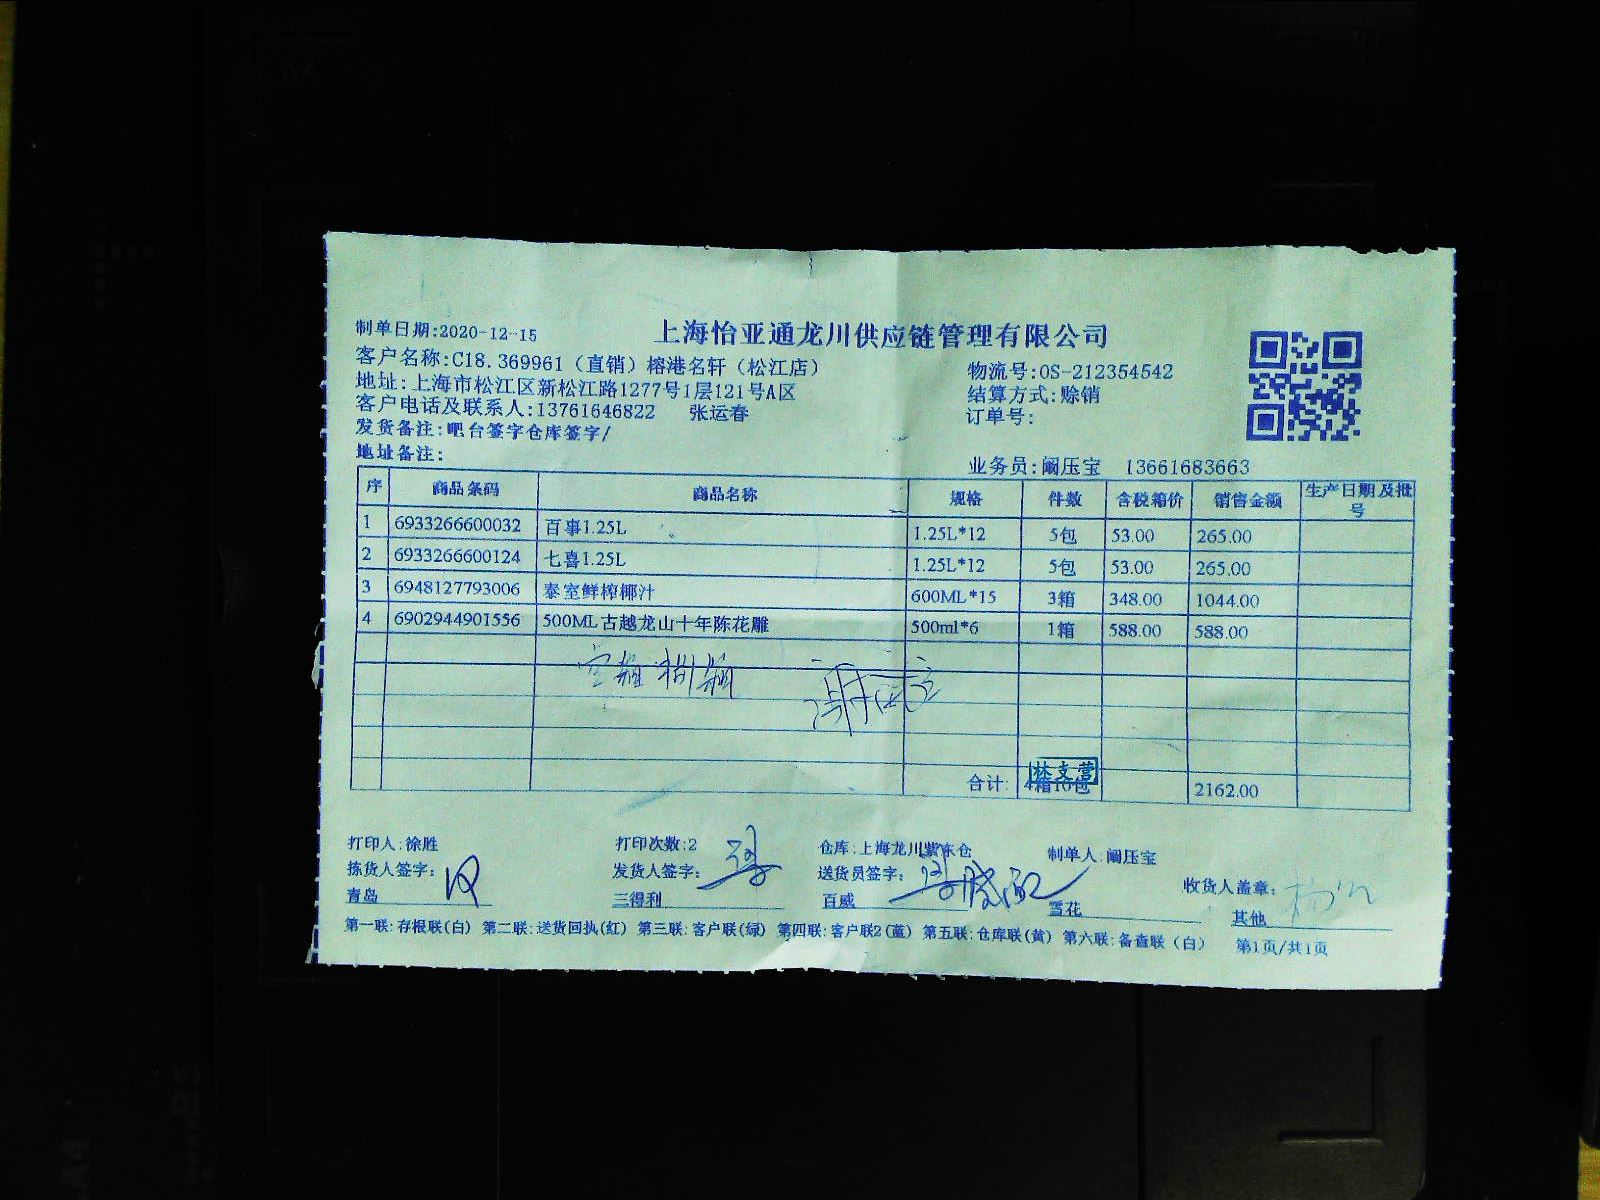 上海怡亚通龙川供应链管理有限公司
制单日期:2020-12-15
客户名称:C18.369961（直销）榕港名轩（松江店）
物流号:OS-212354542
地址:上海市松江区新松江路1277号1层121号A区
结算方式:赊销
客户电话及联系人:13761646822 张运春
订单号:
发货备注:吧台签字仓库签字/
地址备注:
业务员:阚压宝 13661683663
序 商品条码 商品名称 规格 件数 含税箱价 销售金额 生产日期及批号
1 6933266600032 百事1.25L 1.25L*12 5包 53.00 265.00
2 6933266600124 七喜1.25L 1.25L*12 5包 53.00 265.00
3 6948127793006 泰室鲜榨椰汁 600ML*15 3箱 348.00 1044.00
4 6902944901556 500ML古越龙山十年陈花雕 500ml*6 1箱 588.00 588.00
林支营
合计: 4箱10包 2162.00
打印人:徐胜 打印次数:2 仓库:上海龙川紫东仓 制单人:阚压宝
拣货人签字: 发货人签字: 送货员签字: 收货人盖章:
青岛 三得利 百威 雪花 其他
第一联:存根联(白) 第二联:送货回执(红) 第三联:客户联(绿) 第四联:客户联2(蓝) 第五联:仓库联(黄) 第六联:备查联（白） 第1页/共1页